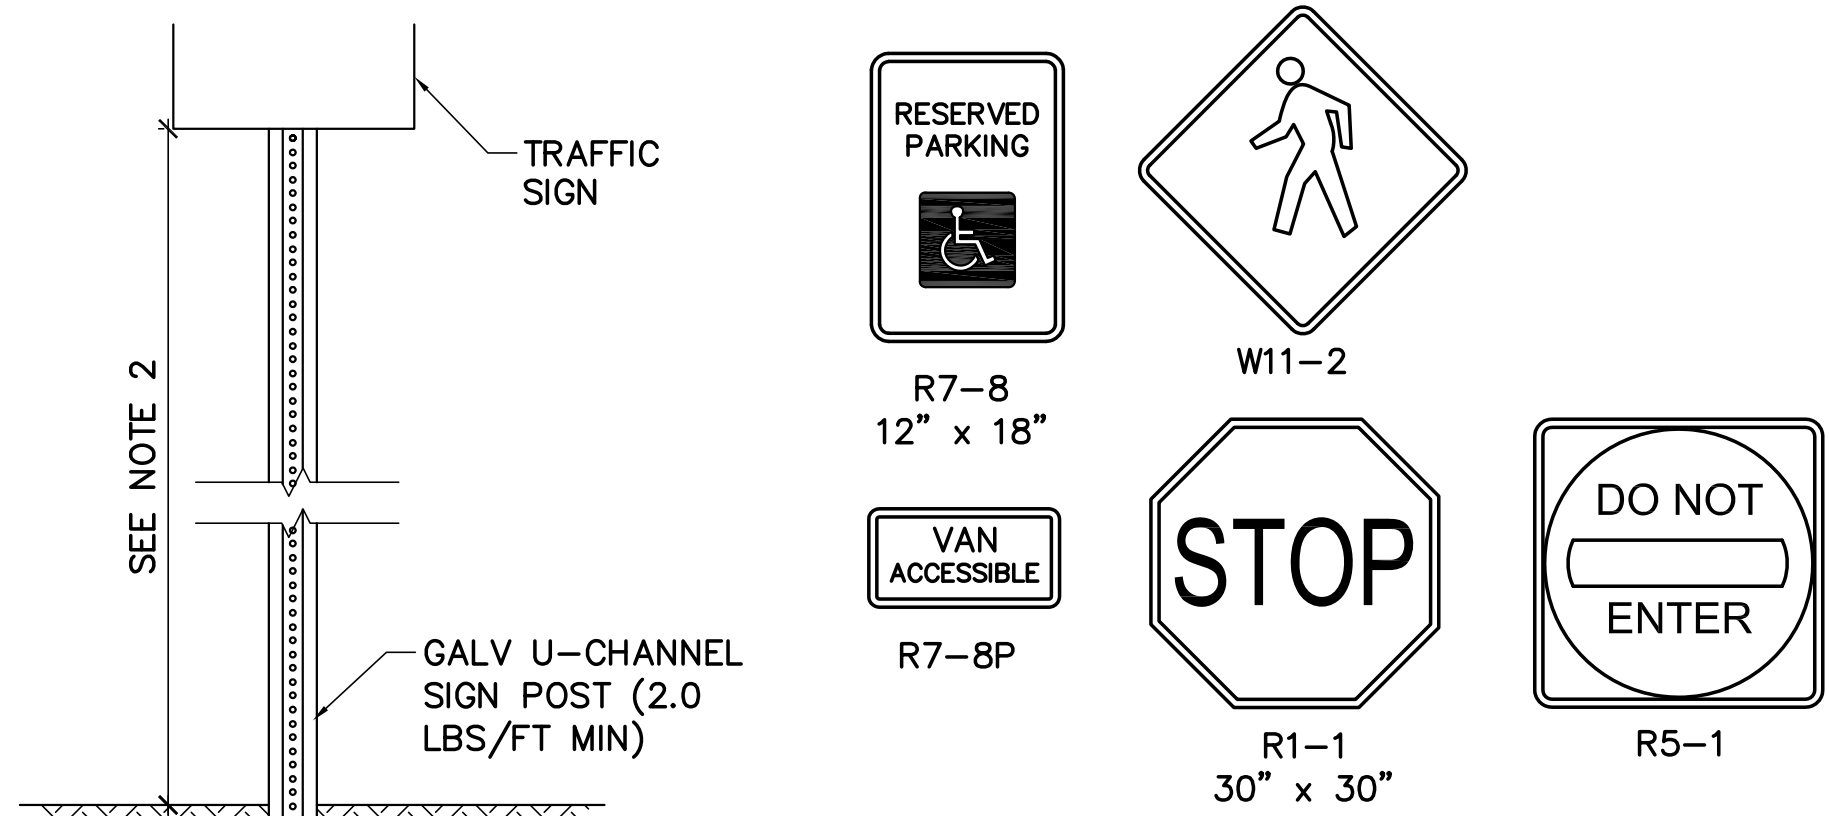 TRAFFIC
SIGN
SEE NOTE 2
GALV U-CHANNEL
SIGN POST (2.0
LBS/FT MIN)
RESERVED
PARKING
R7-8
12" x 18"
VAN
ACCESSIBLE
R7-8P
W11-2
STOP
R1-1
30" x 30"
DO NOT
ENTER
R5-1